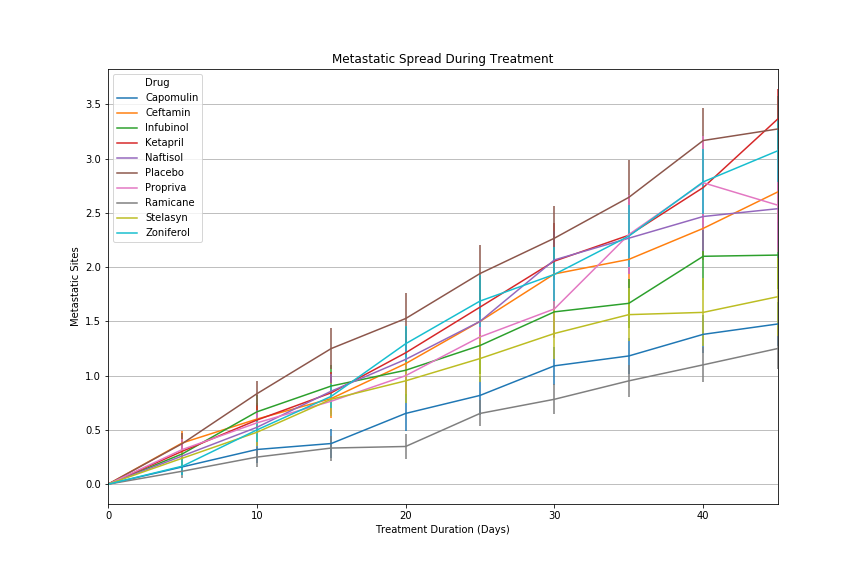 Metastatic Spread During Treatment
Drug
Capomulin
Ceftamin
Infubinol
Ketapril
Naftisol
Placebo
Propriva
Ramicane
Stelasyn
Zoniferol
3.5
3.0
2.5
2.0
1.5
1.0
0.5
0.0
Metastatic Sites
0
10
20
30
40
Treatment Duration (Days)